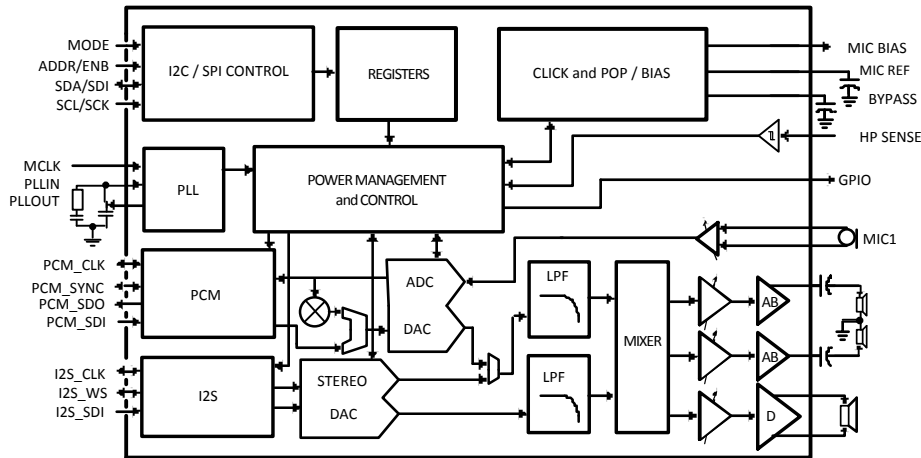 MODE
ADDR/ENB
SDA/SDI
SCL/SCK
I2C / SPI CONTROL
REGISTERS
CLICK and POP / BIAS
MIC BIAS
MIC REF
BYPASS
HP SENSE
MCLK
PLLIN
PLLOUT
PLL
POWER MANAGEMENT
and CONTROL
GPIO
MIC1
PCM_CLK
PCM_SYNC
PCM_SDO
PCM_SDI
PCM
ADC
DAC
LPF
MIXER
AB
AB
I2S_CLK
I2S_WS
I2S_SDI
I2S
STEREO
DAC
LPF
D